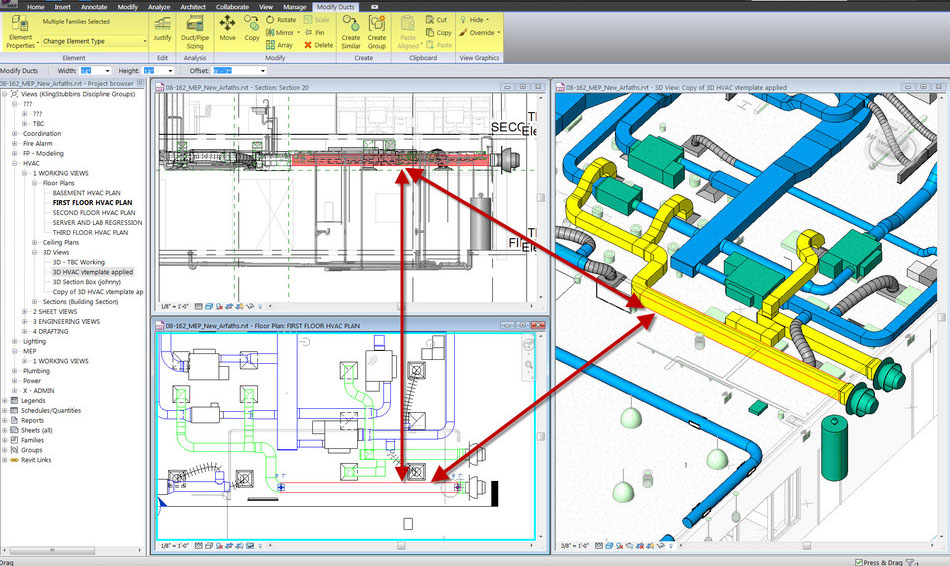 Home Insert Annotate Modify Analyze Architect Collaborate View Manage Modify Ducts
Element Properties
Multiple Families Selected
Change Element Type
Justify
Duct/Pipe Sizing
Move
Copy
Rotate
Mirror
Array
Scale
Pin
Delete
Create Similar
Create Group
Paste Aligned
Cut
Copy
Paste
Hide
Override
Element Edit Analysis Modify Create Clipboard View Graphics
Modify Ducts Width: Height: Offset:
08-162_MEP_New_Arfaths.rvt - Project browser
Views (KlingStubbins Discipline Groups)
???
???
TBC
Coordination
Fire Alarm
FP - Modeling
HVAC
1 WORKING VIEWS
Floor Plans
BASEMENT HVAC PLAN
FIRST FLOOR HVAC PLAN
SECOND FLOOR HVAC PLAN
SERVER AND LAB REGRESSION
THIRD FLOOR HVAC PLAN
Ceiling Plans
3D Views
3D - TBC Working
3D HVAC vtemplate applied
3D Section Box (johnny)
Copy of 3D HVAC vtemplate ap
Sections (Building Section)
2 SHEET VIEWS
3 ENGINEERING VIEWS
4 DRAFTING
Lighting
MEP
1 WORKING VIEWS
Plumbing
Power
X - ADMIN
Legends
Schedules/Quantities
Reports
Sheets (all)
Families
Groups
Revit Links
08-162_MEP_New_Arfaths.rvt - Section: Section 20
SECO
Ele
FI
Ele
1/8" = 1'-0"
08-162_MEP_New_Arfaths.rvt - Floor Plan: FIRST FLOOR HVAC PLAN
1/8" = 1'-0"
08-162_MEP_New_Arfaths.rvt - 3D View: Copy of 3D HVAC vtemplate applied
3/8" = 1'-0"
Drag
Press & Drag